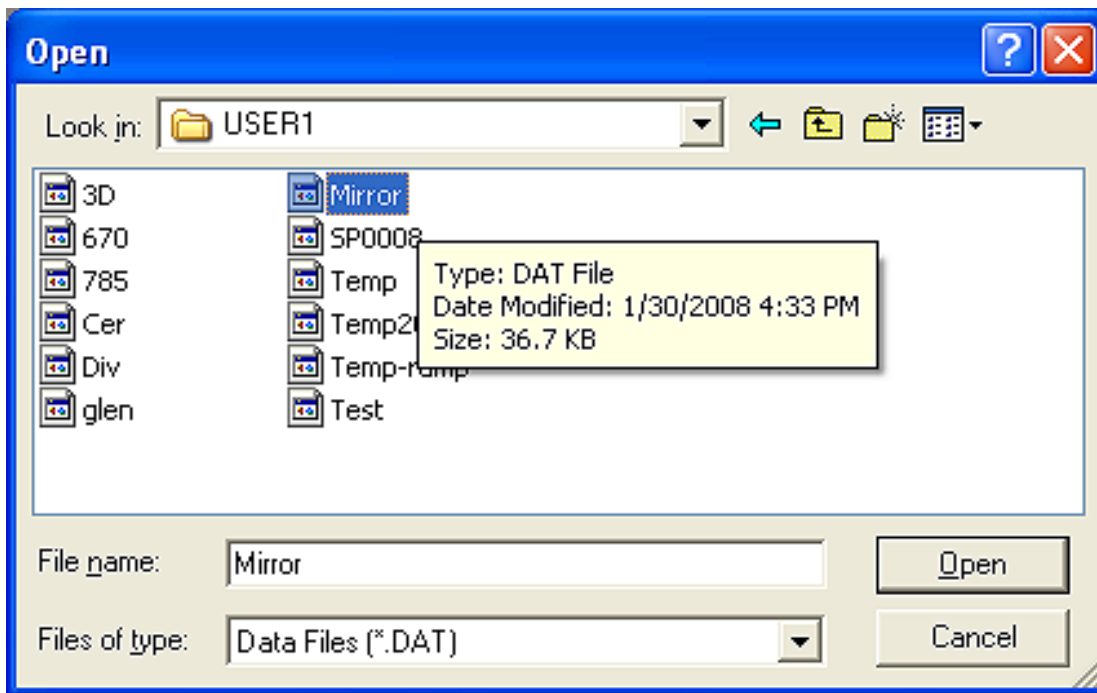 Open
Look in: USER1
3D
670
785
Cer
Div
glen
Mirror
SP0008
Temp
Test
Type: DAT File
Date Modified: 1/30/2008 4:33 PM
Size: 36.7 KB
File name: Mirror
Open
Files of type: Data Files (*.DAT)
Cancel